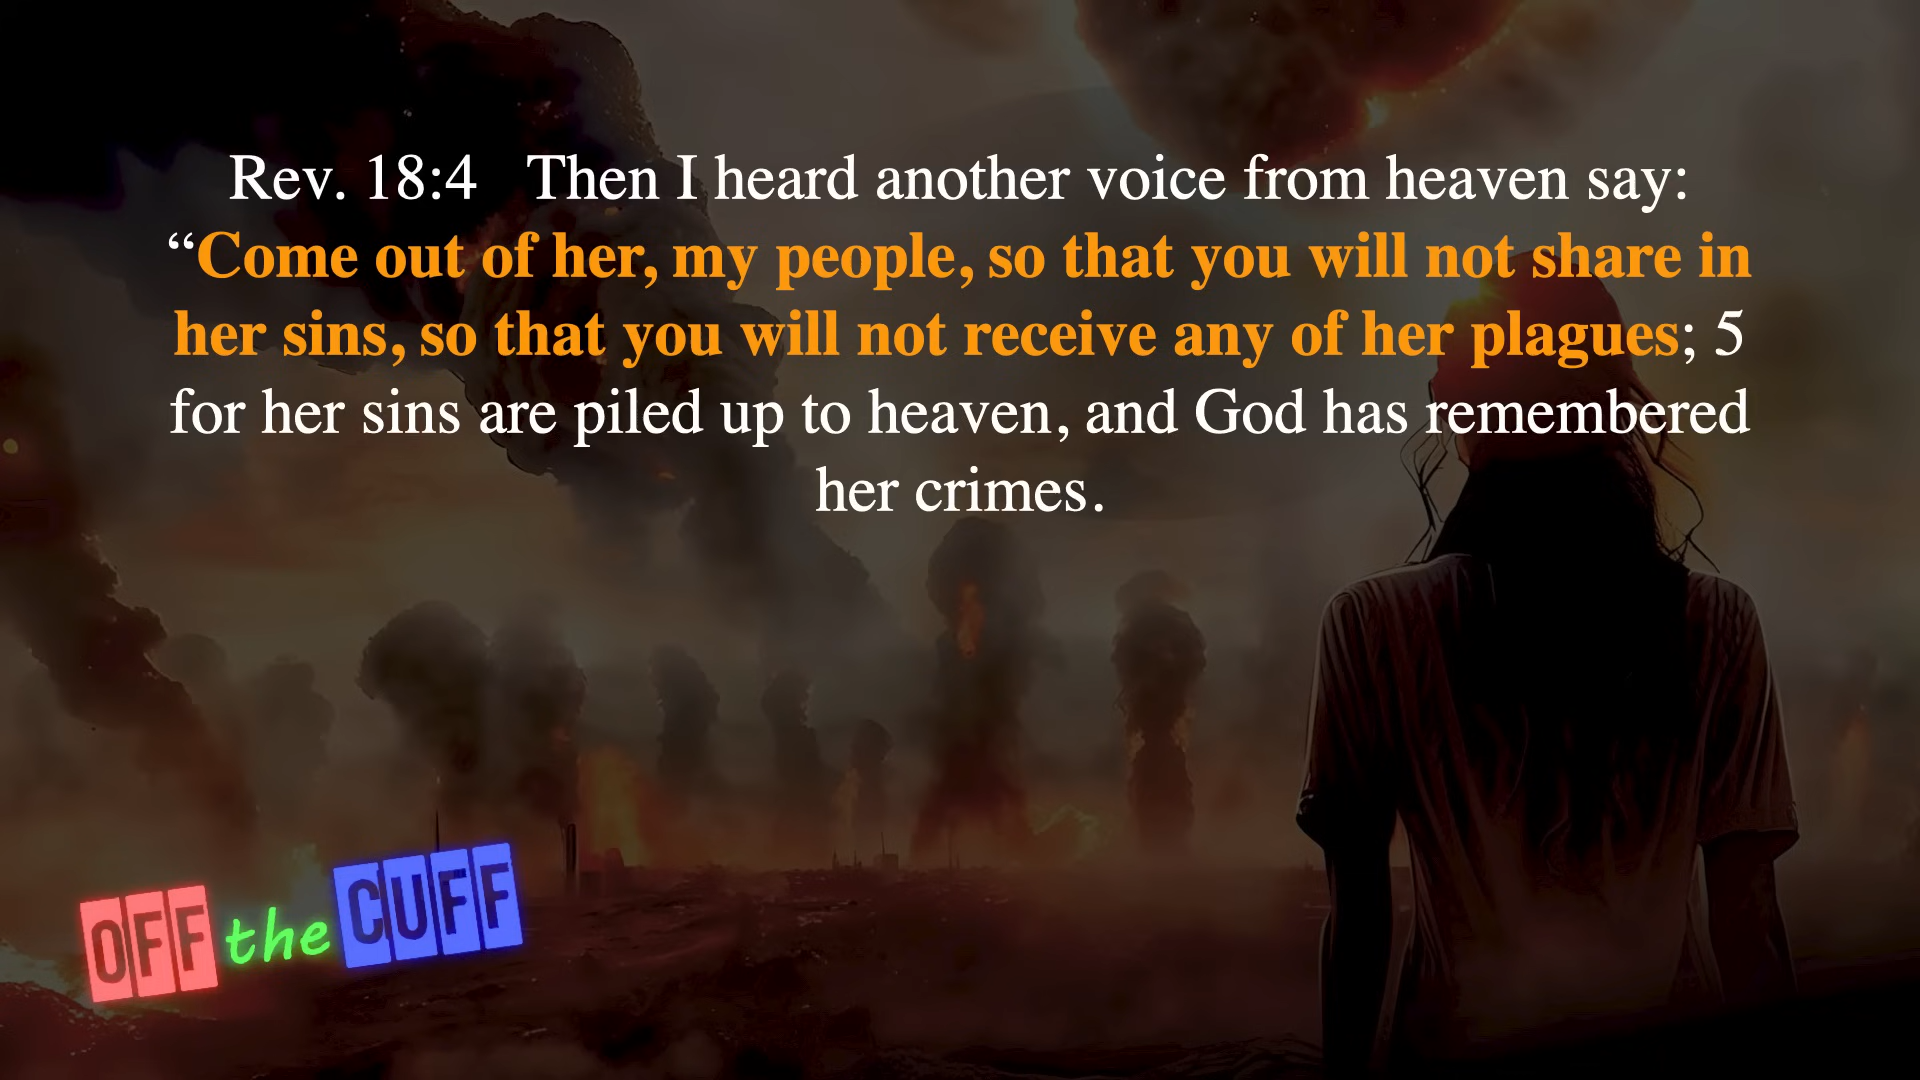 Rev. 18:4   Then I heard another voice from heaven say:
“Come out of her, my people, so that you will not share in
her sins, so that you will not receive any of her plagues; 5
for her sins are piled up to heaven, and God has remembered
her crimes.
OFF the CUFF